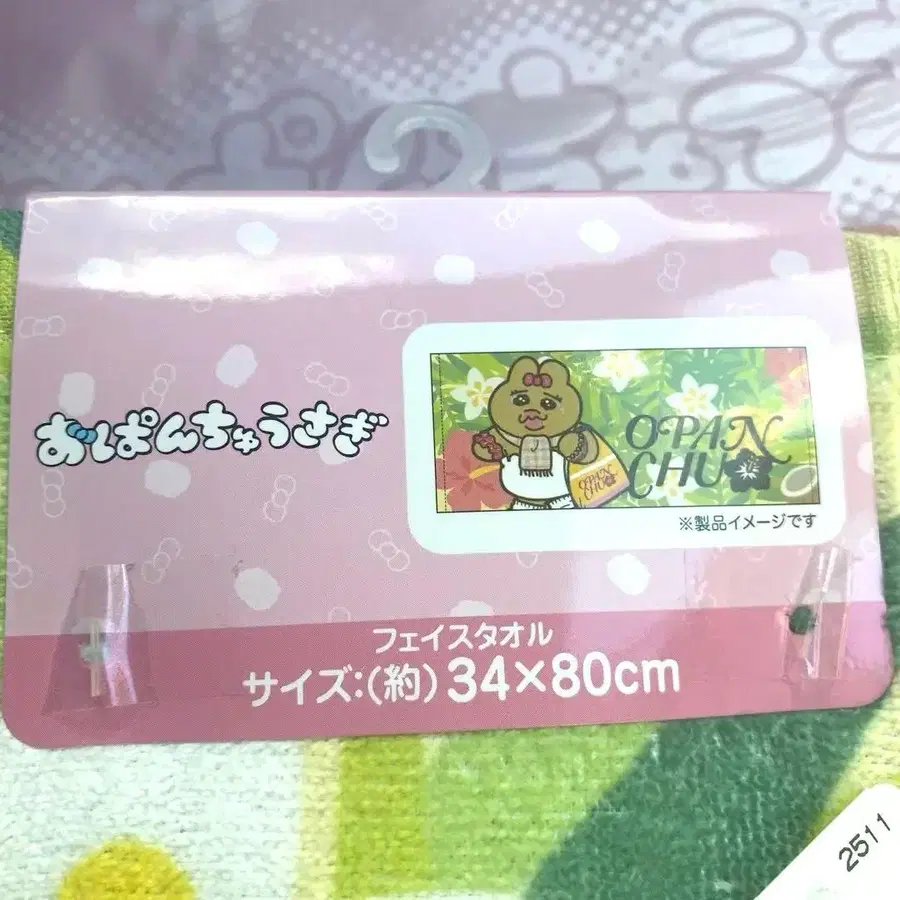 おぱんちゅうさぎ
OPAN
CHU
OPAN
CHU
※製品イメージです
フェイスタオル
サイズ:(約)34×80cm
2511